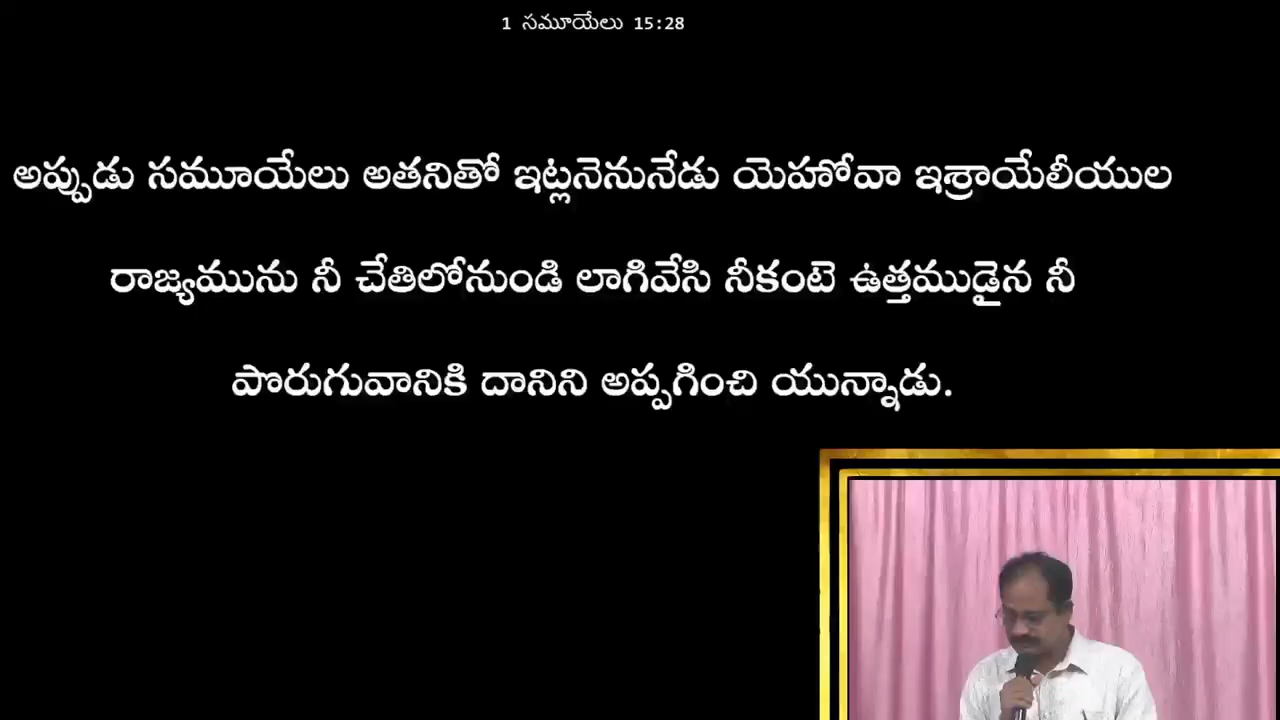 1 సమూయేలు 15:28
అప్పుడు సమూయేలు అతనితో ఇట్లనెనునేడు యెహోవా ఇశ్రాయేలీయుల
రాజ్యమును నీ చేతిలోనుండి లాగివేసి నీకంటె ఉత్తముడైన నీ
పొరుగువానికి దానిని అప్పగించి యున్నాడు.